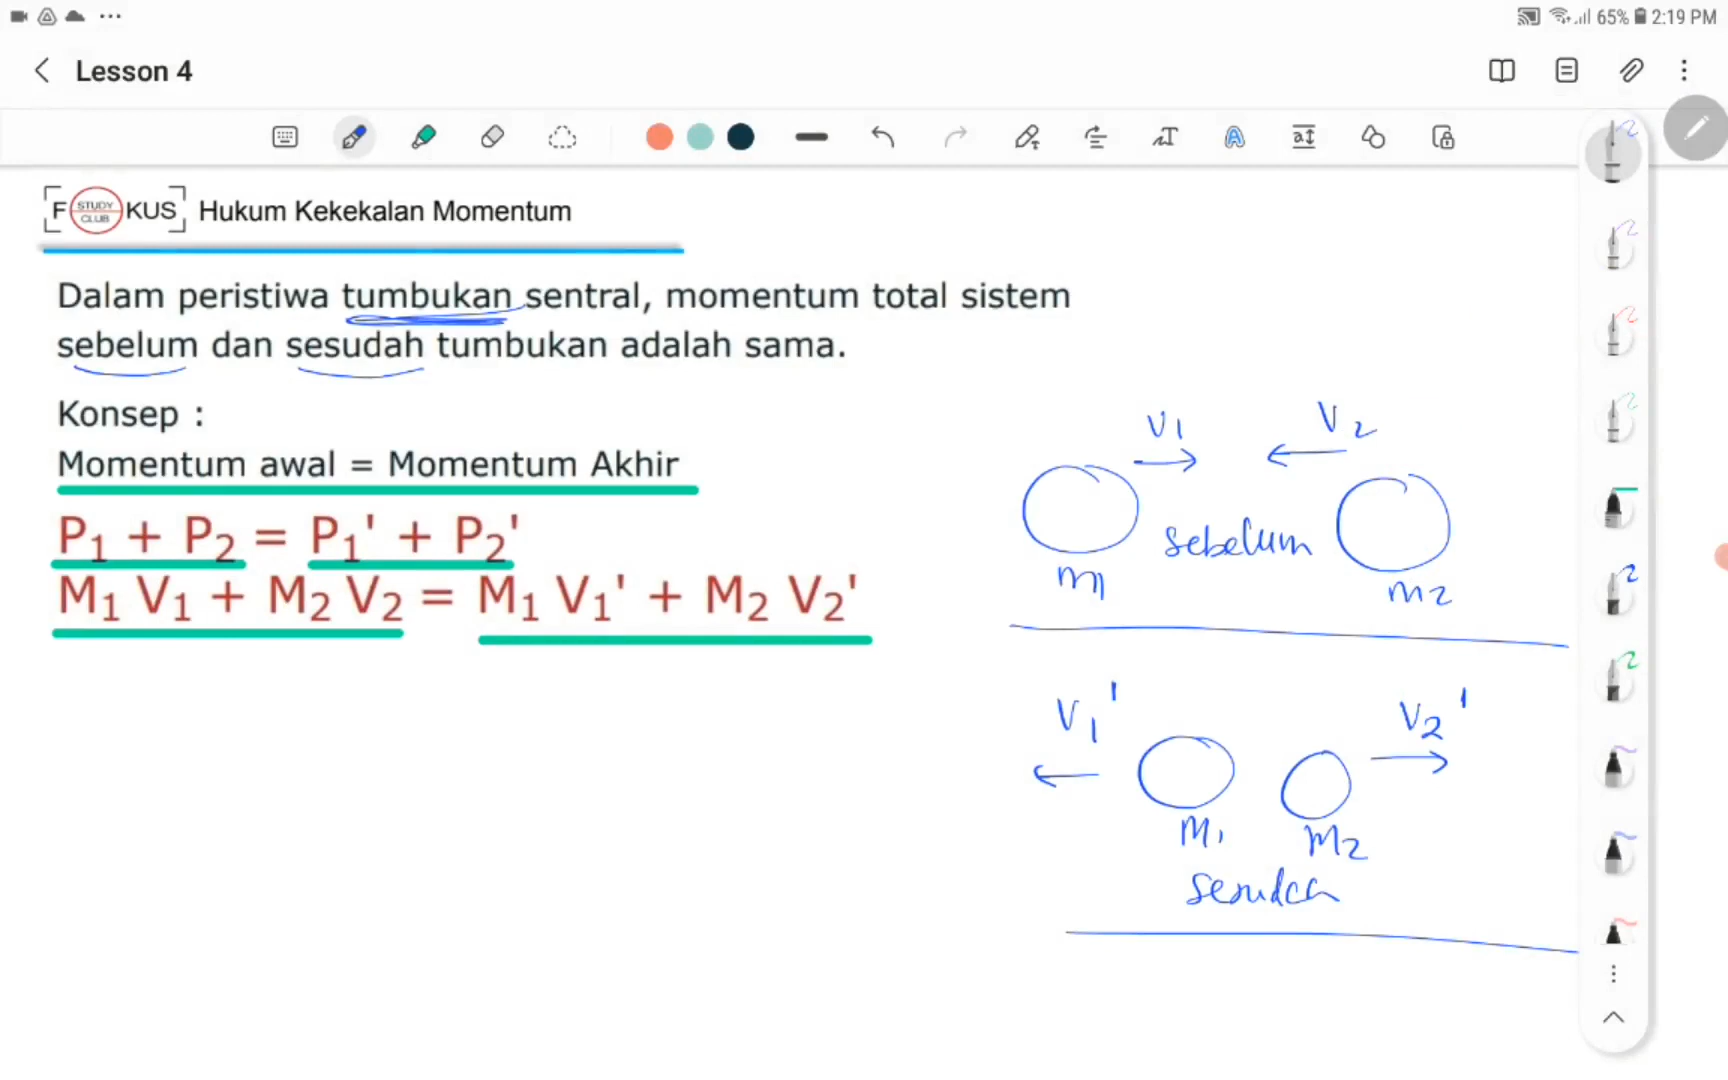 65% 2:19 PM
Lesson 4
F STUDY CLUB KUS Hukum Kekekalan Momentum
Dalam peristiwa tumbukan sentral, momentum total sistem
sebelum dan sesudah tumbukan adalah sama.
Konsep :
Momentum awal = Momentum Akhir
P₁ + P₂ = P₁' + P₂'
M₁ V₁ + M₂ V₂ = M₁ V₁' + M₂ V₂'
V1 V2
sebelum
m1 m2
V1' V2'
M1 M2
sesudah